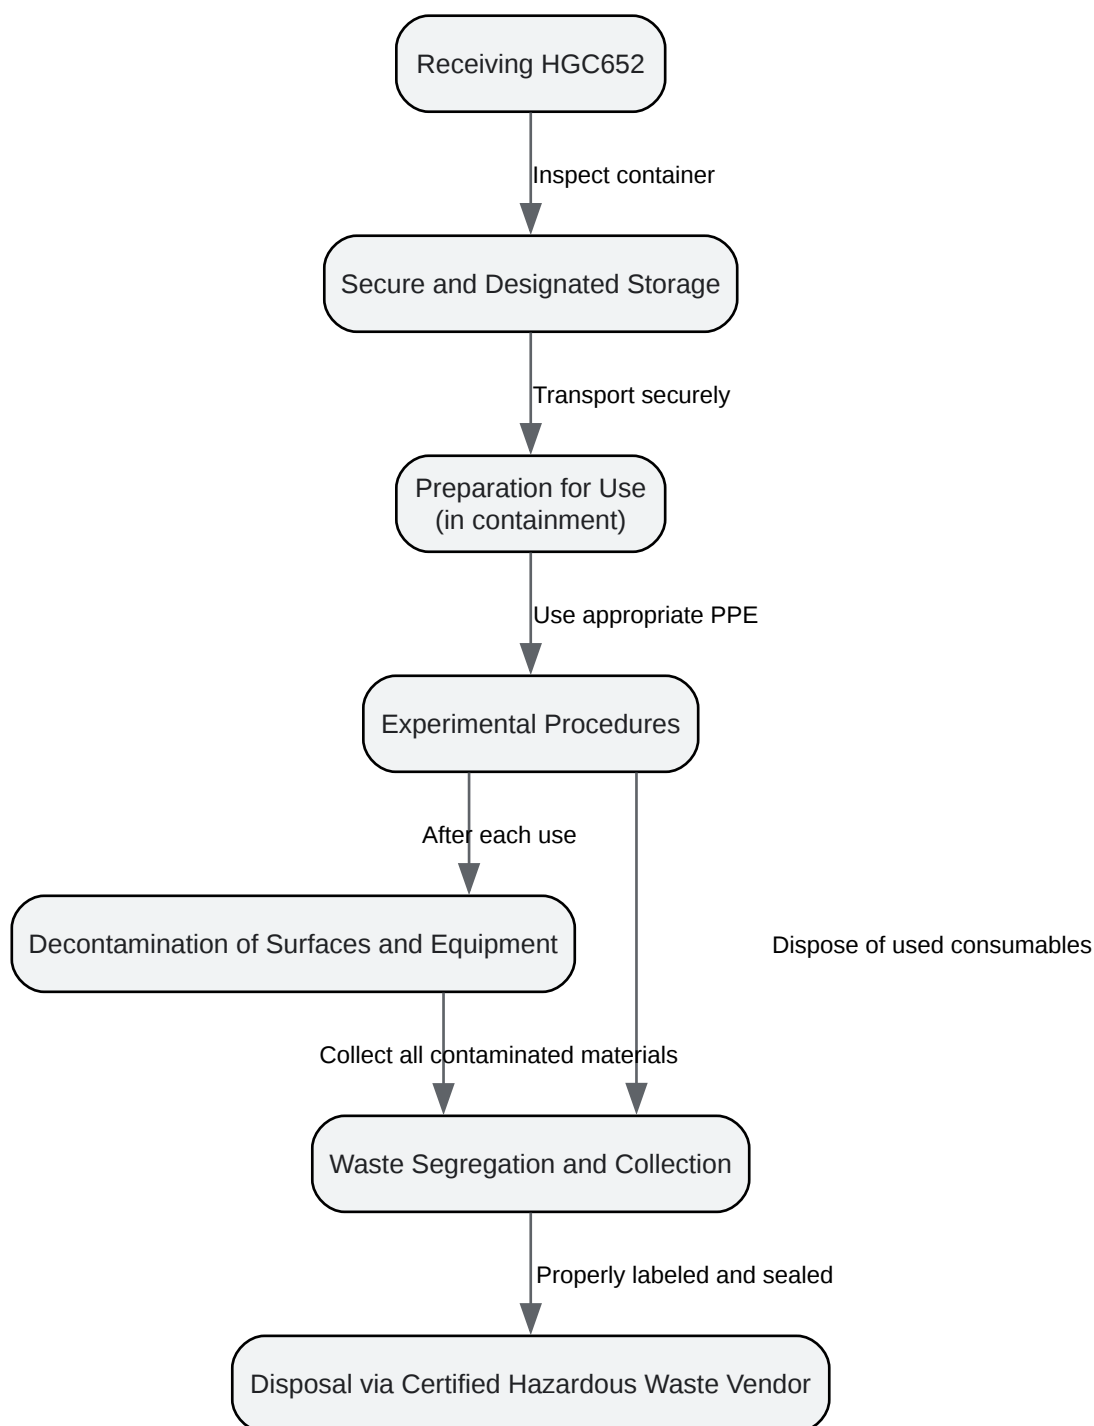 Receiving HGC652
Inspect container
Secure and Designated Storage
Transport securely
Preparation for Use
(in containment)
Use appropriate PPE
Experimental Procedures
After each use
Decontamination of Surfaces and Equipment
Dispose of used consumables
Collect all contaminated materials
Waste Segregation and Collection
Properly labeled and sealed
Disposal via Certified Hazardous Waste Vendor